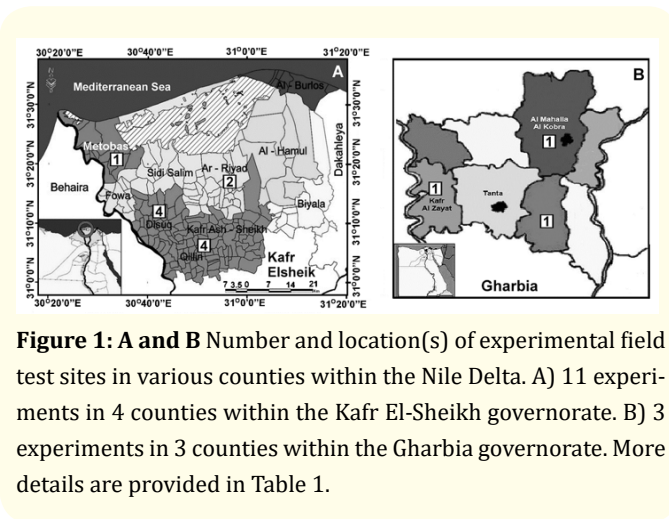 30°20'0"E 30°40'0"E 31°0'0"E 31°20'0"E
A
Mediterranean Sea
Al - Burlos
31°30'0"N
Metobas
1
Al - Hamul
31°20'0"N
Sidi Salim
Ar - Riyad
2
Dakahleya
Behaira
Fowa
Biyala
4
Disuq
31°10'0"N
Kafr Ash - Sheikh
4
Qillin
Kafr
Elsheik
31°0'0"N
7 3.5 0 7 14 21
30°20'0"E 30°40'0"E 31°0'0"E 31°20'0"E
B
Al Mahalla
Al Kobra
1
1
Kafr
Al Zayat
Tanta
1
Gharbia
Figure 1: A and B Number and location(s) of experimental field
test sites in various counties within the Nile Delta. A) 11 experi-
ments in 4 counties within the Kafr El-Sheikh governorate. B) 3
experiments in 3 counties within the Gharbia governorate. More
details are provided in Table 1.